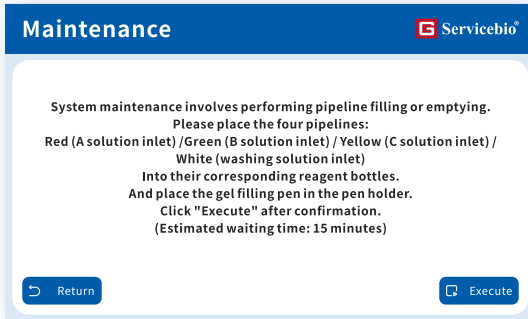 Maintenance
G Servicebio®
System maintenance involves performing pipeline filling or emptying.
Please place the four pipelines:
Red (A solution inlet) /Green (B solution inlet) / Yellow (C solution inlet) /
White (washing solution inlet)
Into their corresponding reagent bottles.
And place the gel filling pen in the pen holder.
Click "Execute" after confirmation.
(Estimated waiting time: 15 minutes)
Return
Execute